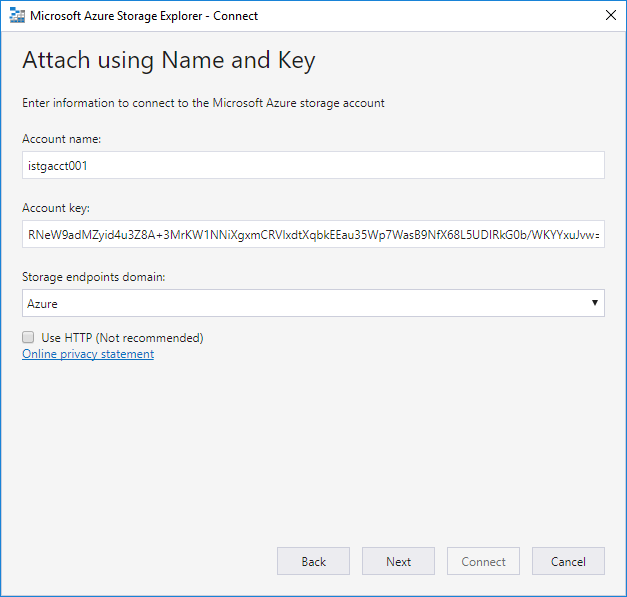 Microsoft Azure Storage Explorer - Connect
Attach using Name and Key
Enter information to connect to the Microsoft Azure storage account
Account name:
istgacct001
Account key:
RNeW9adMZyid4u3Z8A+3MrKW1NNiXgxmCRVlxdtXqbkEEau35Wp7WasB9NfX68L5UDIRkG0b/WKYYxuJvw=
Storage endpoints domain:
Azure
Use HTTP (Not recommended)
Online privacy statement
Back Next Connect Cancel